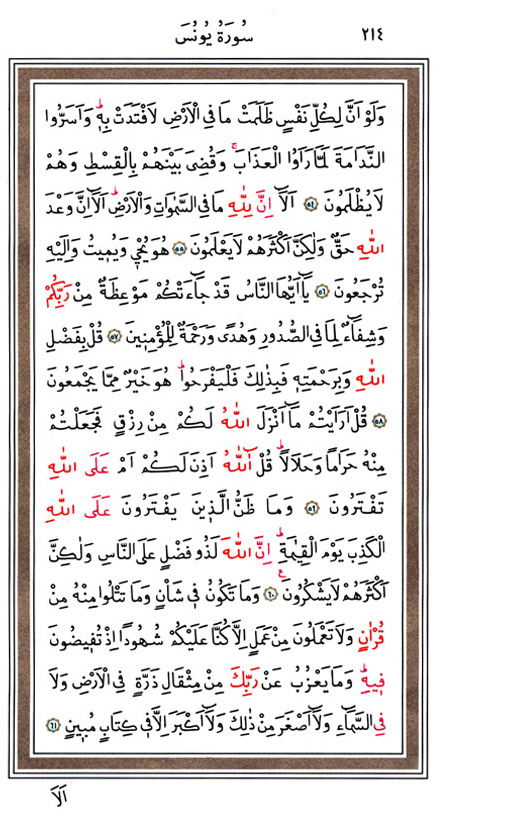 ٢١٤ سُورَةُ يُونُسَ
وَلَوْ اَنَّ لِكُلِّ نَفْسٍ ظَلَمَتْ مَا فِى الْاَرْضِ لَافْتَدَتْ بِه۪ۜ وَاَسَرُّوا
النَّدَامَةَ لَمَّا رَاَوُا الْعَذَابَۚ وَقُضِىَ بَيْنَهُمْ بِالْقِسْطِ وَهُمْ
لَا يُظْلَمُونَ ﴿٥٤﴾ اَلَٓا اِنَّ لِلّٰهِ مَا فِى السَّمٰوَاتِ وَالْاَرْضِۜ اَلَٓا اِنَّ وَعْدَ
اللّٰهِ حَقٌّ وَلٰكِنَّ اَكْثَرَهُمْ لَا يَعْلَمُونَ ﴿٥٥﴾ هُوَ يُحْي۪ وَيُم۪يتُ وَاِلَيْهِ
تُرْجَعُونَ ﴿٥٦﴾ يَٓا اَيُّهَا النَّاسُ قَدْ جَٓاءَتْكُمْ مَوْعِظَةٌ مِنْ رَبِّكُمْ
وَشِفَٓاءٌ لِمَا فِى الصُّدُورِ وَهُدًى وَرَحْمَةٌ لِلْمُؤْمِن۪ينَ ﴿٥٧﴾ قُلْ بِفَضْلِ
اللّٰهِ وَبِرَحْمَتِه۪ فَبِذٰلِكَ فَلْيَفْرَحُواۜ هُوَ خَيْرٌ مِمَّا يَجْمَعُونَ
﴿٥٨﴾ قُلْ اَرَاَيْتُمْ مَٓا اَنْزَلَ اللّٰهُ لَكُمْ مِنْ رِزْقٍ فَجَعَلْتُمْ
مِنْهُ حَرَامًا وَحَلَالًاۜ قُلْ آٰللّٰهُ اَذِنَ لَكُمْ اَمْ عَلَى اللّٰهِ
تَفْتَرُونَ ﴿٥٩﴾ وَمَا ظَنُّ الَّذ۪ينَ يَفْتَرُونَ عَلَى اللّٰهِ
الْكَذِبَ يَوْمَ الْقِيٰمَةِۜ اِنَّ اللّٰهَ لَذُو فَضْلٍ عَلَى النَّاسِ وَلٰكِنَّ
اَكْثَرَهُمْ لَا يَشْكُرُونَ۟ ﴿٦٠﴾ وَمَا تَكُونُ ف۪ى شَاْنٍ وَمَا تَتْلُوا مِنْهُ مِنْ
قُرْاٰنٍ وَلَا تَعْمَلُونَ مِنْ عَمَلٍ اِلَّا كُنَّا عَلَيْكُمْ شُهُودًا اِذْ تُف۪يضُونَ
ف۪يهِۜ وَمَا يَعْزُبُ عَنْ رَبِّكَ مِنْ مِثْقَالِ ذَرَّةٍ فِى الْاَرْضِ وَلَا
فِى السَّمَٓاءِ وَلَٓا اَصْغَرَ مِنْ ذٰلِكَ وَلَٓا اَكْبَرَ اِلَّا ف۪ى كِتَابٍ مُب۪ينٍ ﴿٦١﴾
اَلَٓا